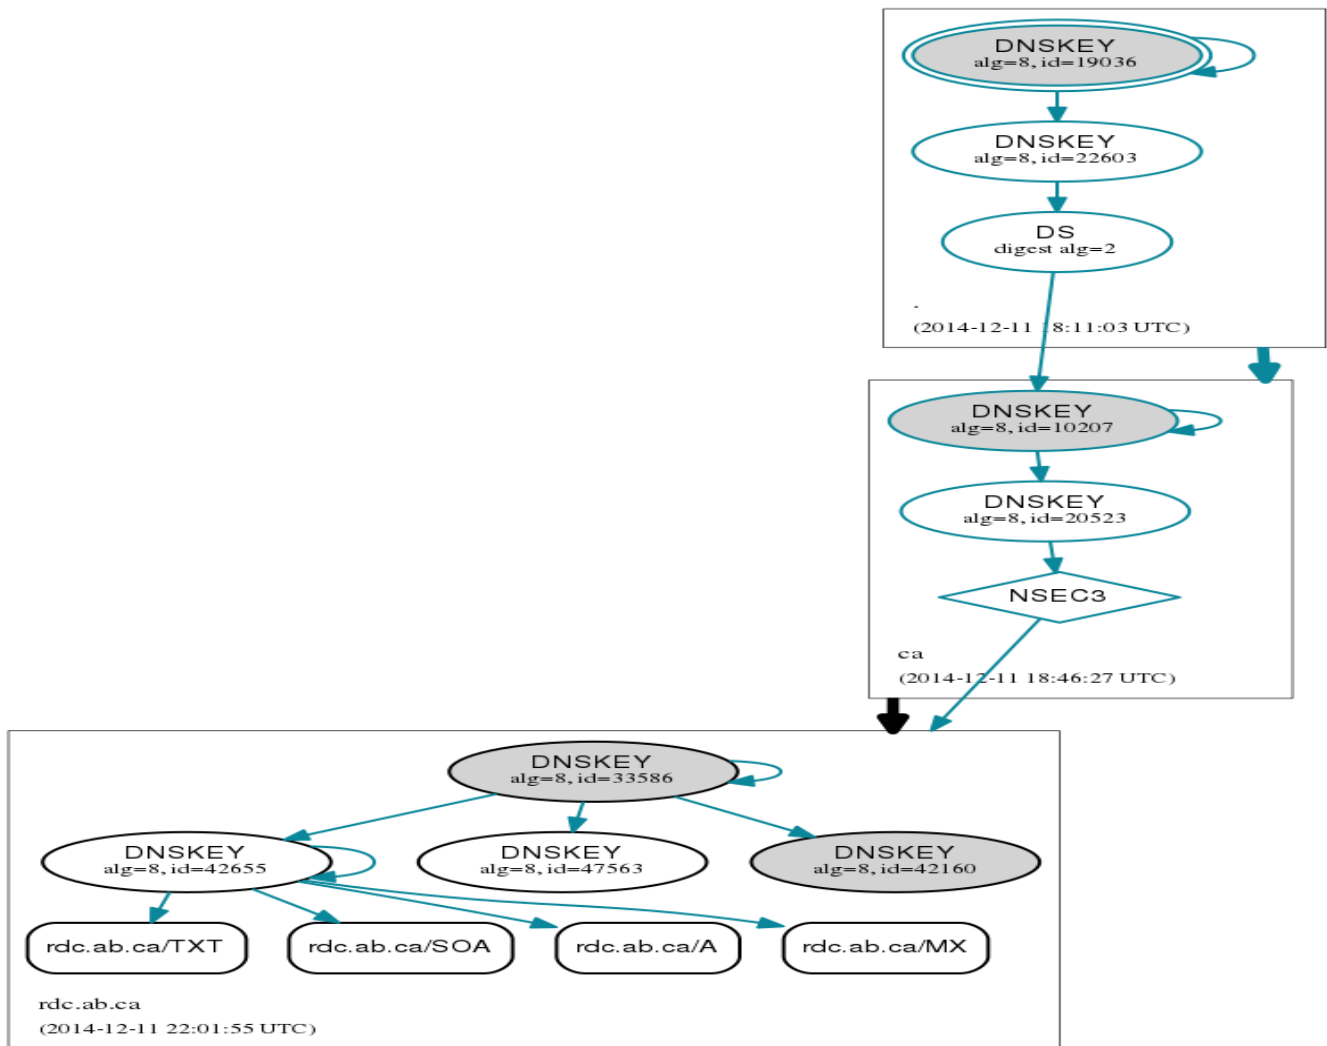 DNSKEY
alg=8, id=19036
DNSKEY
alg=8, id=22603
DS
digest alg=2
.
(2014-12-11 18:11:03 UTC)
DNSKEY
alg=8, id=10207
DNSKEY
alg=8, id=20523
NSEC3
ca
(2014-12-11 18:46:27 UTC)
DNSKEY
alg=8, id=33586
DNSKEY
alg=8, id=42655
DNSKEY
alg=8, id=47563
DNSKEY
alg=8, id=42160
rdc.ab.ca/TXT
rdc.ab.ca/SOA
rdc.ab.ca/A
rdc.ab.ca/MX
rdc.ab.ca
(2014-12-11 22:01:55 UTC)